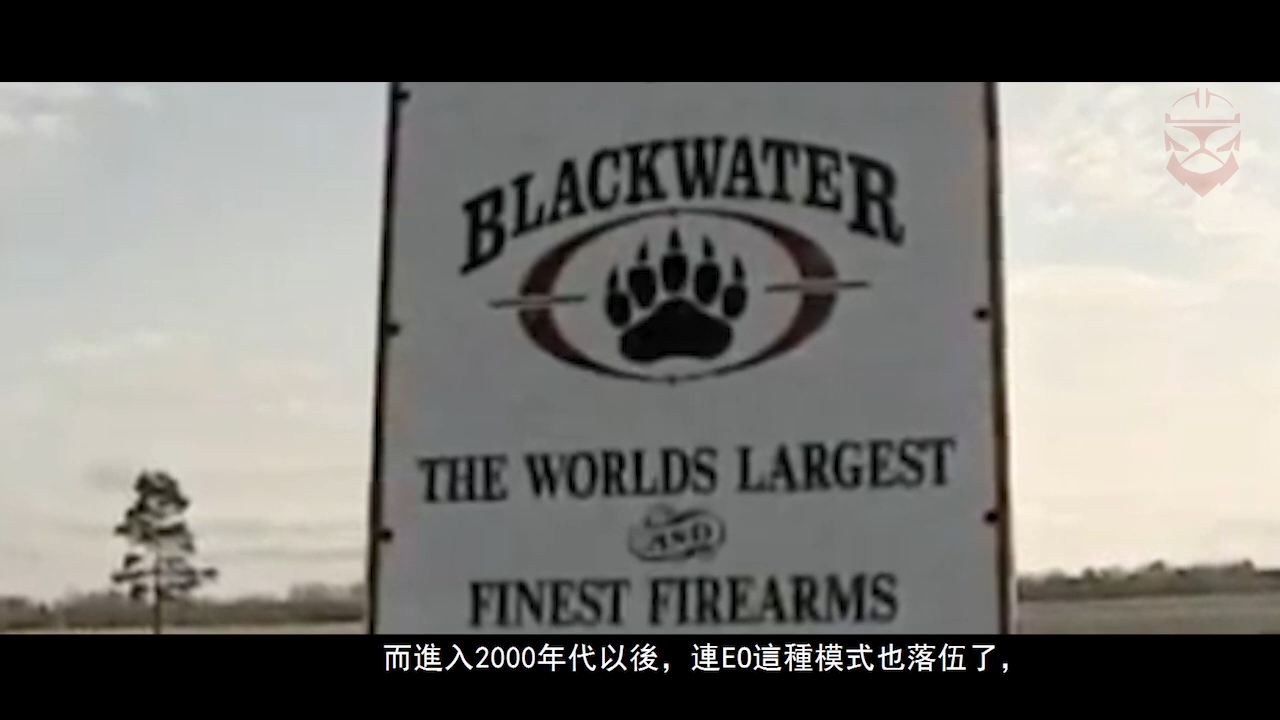 BLACKWATER
THE WORLDS LARGEST
AND
FINEST FIREARMS
而進入2000年代以後，連EO這種模式也落伍了，